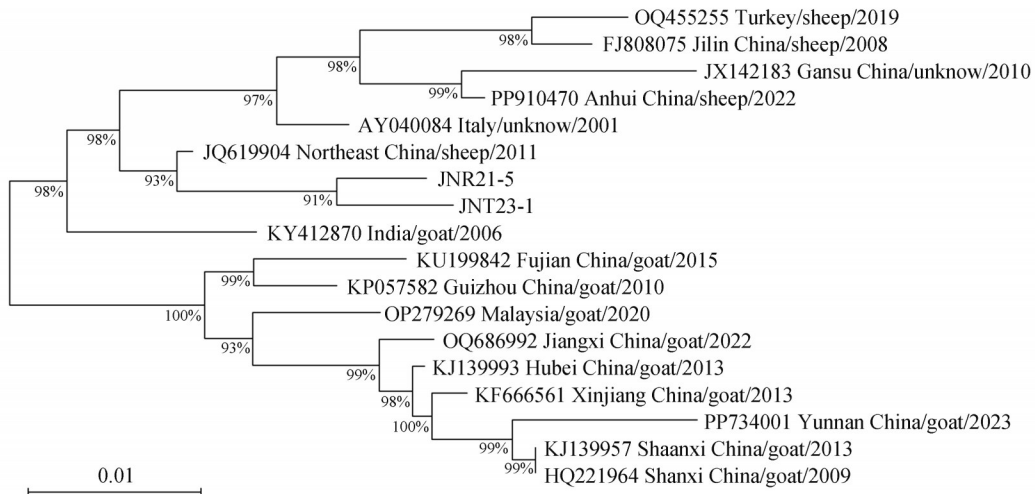 OQ455255 Turkey/sheep/2019
98%
FJ808075 Jilin China/sheep/2008
98%
JX142183 Gansu China/unknow/2010
99%
PP910470 Anhui China/sheep/2022
97%
AY040084 Italy/unknow/2001
98%
JQ619904 Northeast China/sheep/2011
93%
JNR21-5
91%
JNT23-1
98%
KY412870 India/goat/2006
KU199842 Fujian China/goat/2015
99%
KP057582 Guizhou China/goat/2010
100%
OP279269 Malaysia/goat/2020
93%
OQ686992 Jiangxi China/goat/2022
99%
KJ139993 Hubei China/goat/2013
98%
KF666561 Xinjiang China/goat/2013
100%
PP734001 Yunnan China/goat/2023
99%
KJ139957 Shaanxi China/goat/2013
99%
HQ221964 Shanxi China/goat/2009
0.01